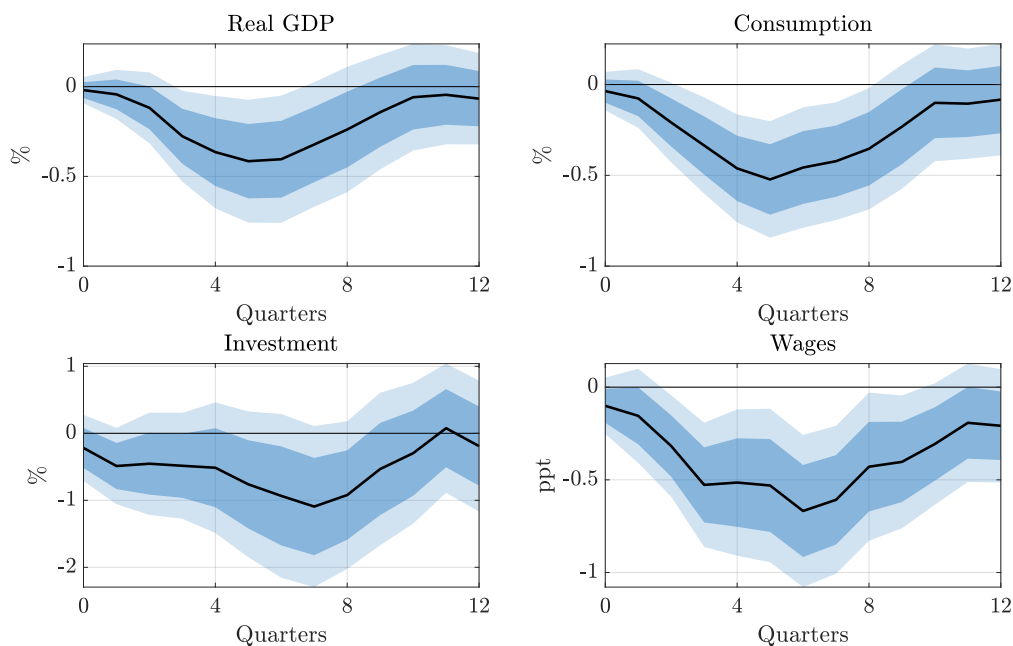 Real GDP
0
-0.5
-1
%
0 4 8 12
Quarters
Consumption
0
-0.5
-1
%
0 4 8 12
Quarters
Investment
1
0
-1
-2
%
0 4 8 12
Quarters
Wages
0
-0.5
-1
ppt
0 4 8 12
Quarters